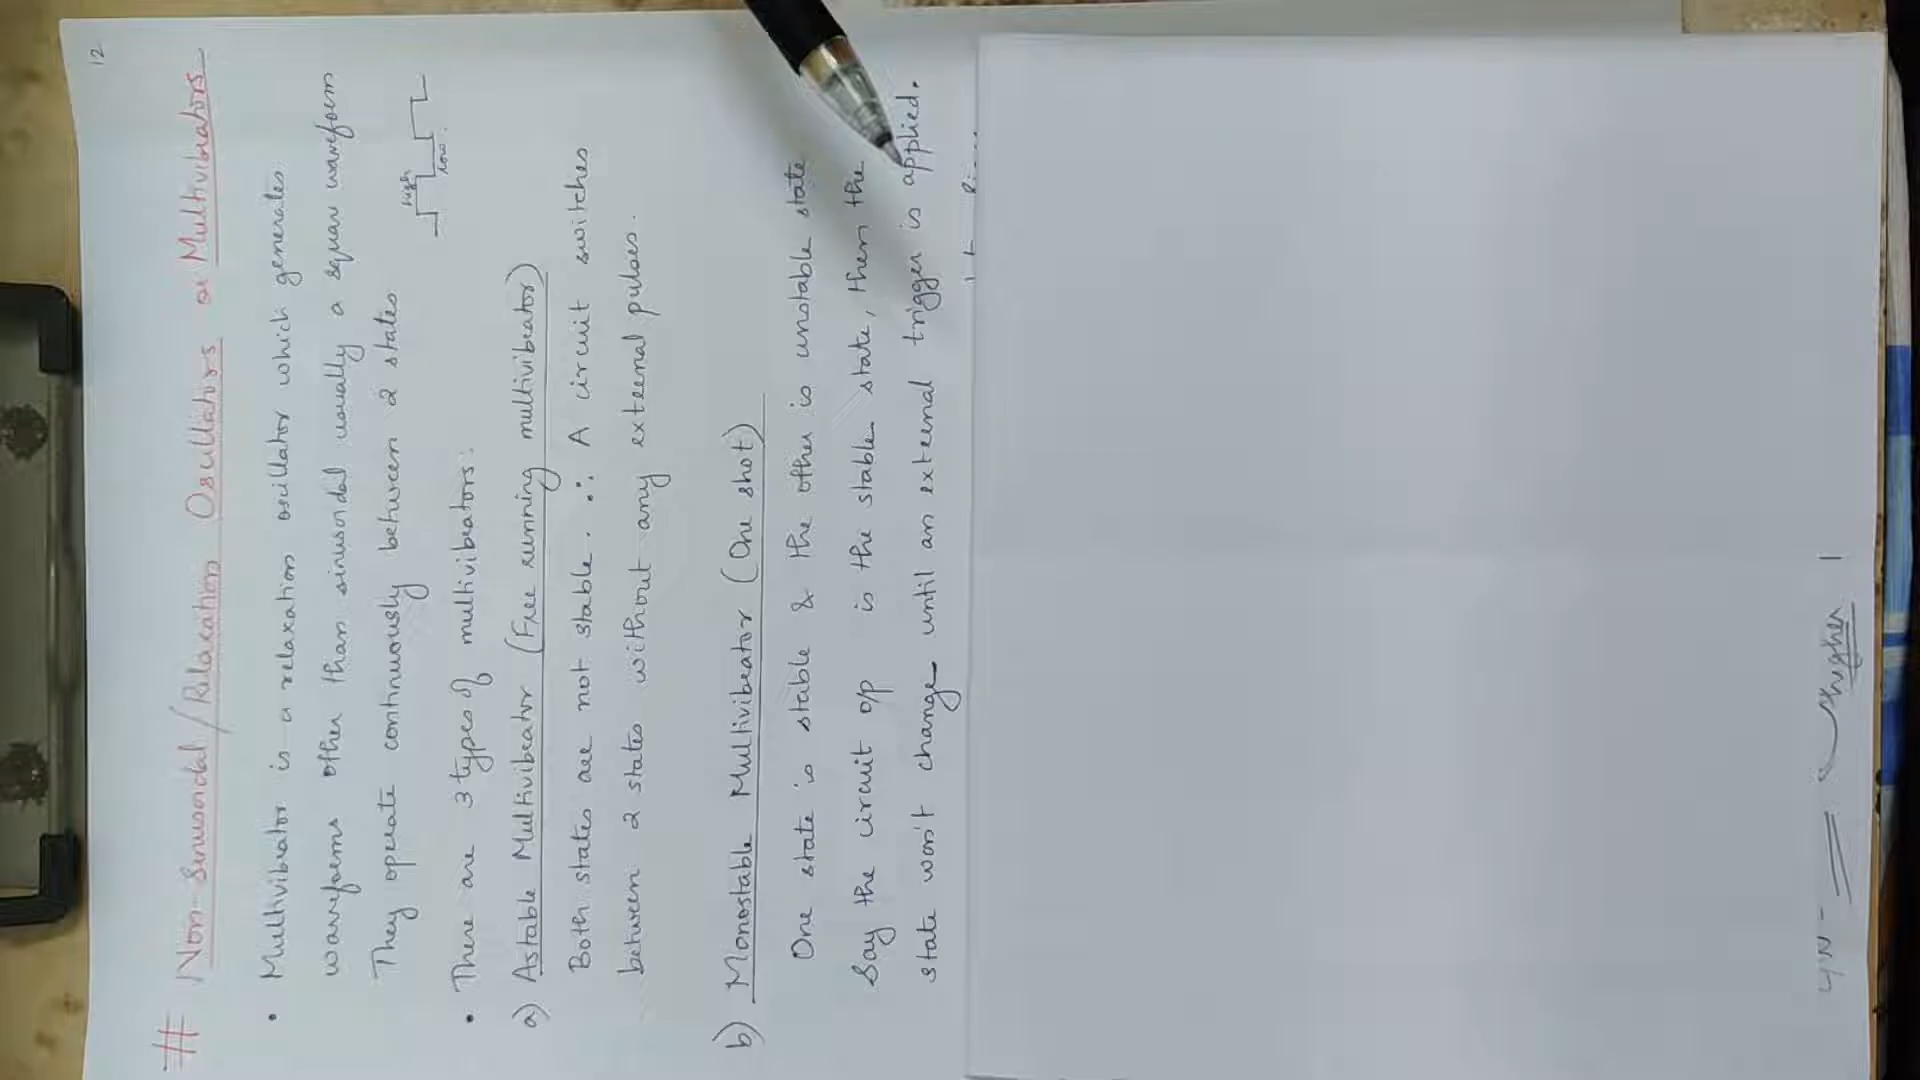 12
# Non-Sinusoidal/Relaxation Oscillators or Multivibrators
• Multivibrator is a relaxation oscillator which generates
waveforms other than sinusoidal usually a square waveform
They operate continuously between 2 states
High
Low
• There are 3 types of multivibrators:
a) Astable Multivibrator (Free running multivibrator)
Both states are not stable. ∴ A circuit switches
between 2 states without any external pulses.
b) Monostable Multivibrator (One shot)
One state is stable & the other is unstable state
Say the circuit o/p is the stable state, then the
state won't change until an external trigger is applied.
higher